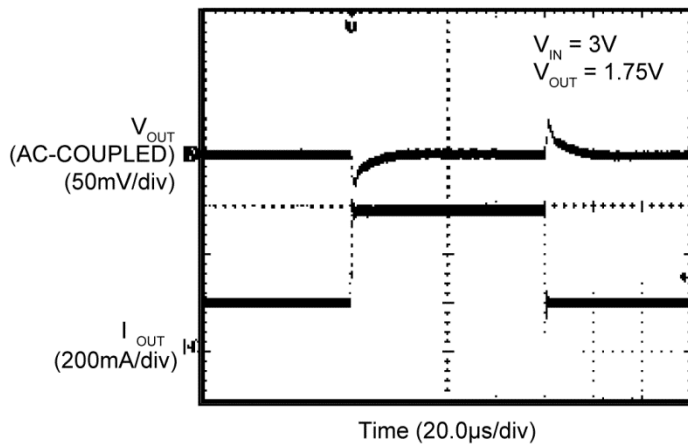 V_IN = 3V
V_OUT = 1.75V
V_OUT
(AC-COUPLED)
(50mV/div)
I_OUT
(200mA/div)
Time (20.0µs/div)